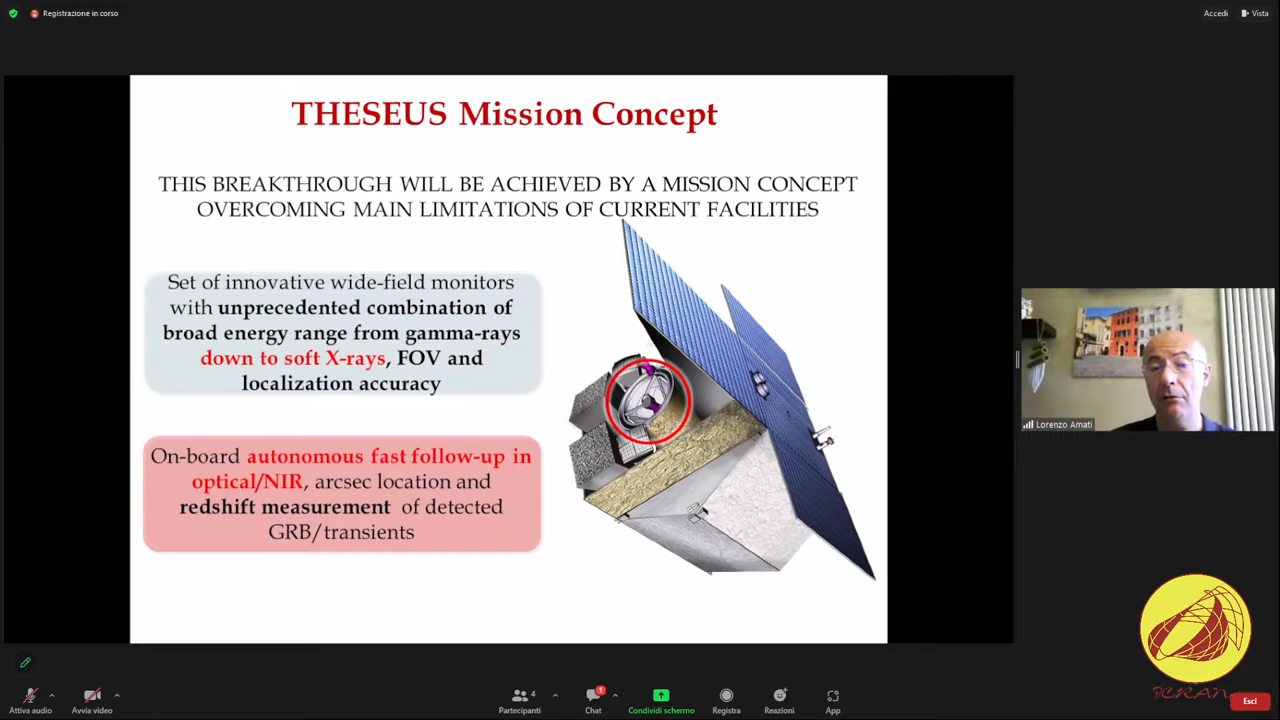 Registrazione in corso
Accedi
Vista
THESEUS Mission Concept
THIS BREAKTHROUGH WILL BE ACHIEVED BY A MISSION CONCEPT
OVERCOMING MAIN LIMITATIONS OF CURRENT FACILITIES
Set of innovative wide-field monitors
with unprecedented combination of
broad energy range from gamma-rays
down to soft X-rays, FOV and
localization accuracy
On-board autonomous fast follow-up in
optical/NIR, arcsec location and
redshift measurement of detected
GRB/transients
Lorenzo Amati
4
1
Attiva audio
Avvia video
Partecipanti
Chat
Condividi schermo
Registra
Reazioni
App
Esci